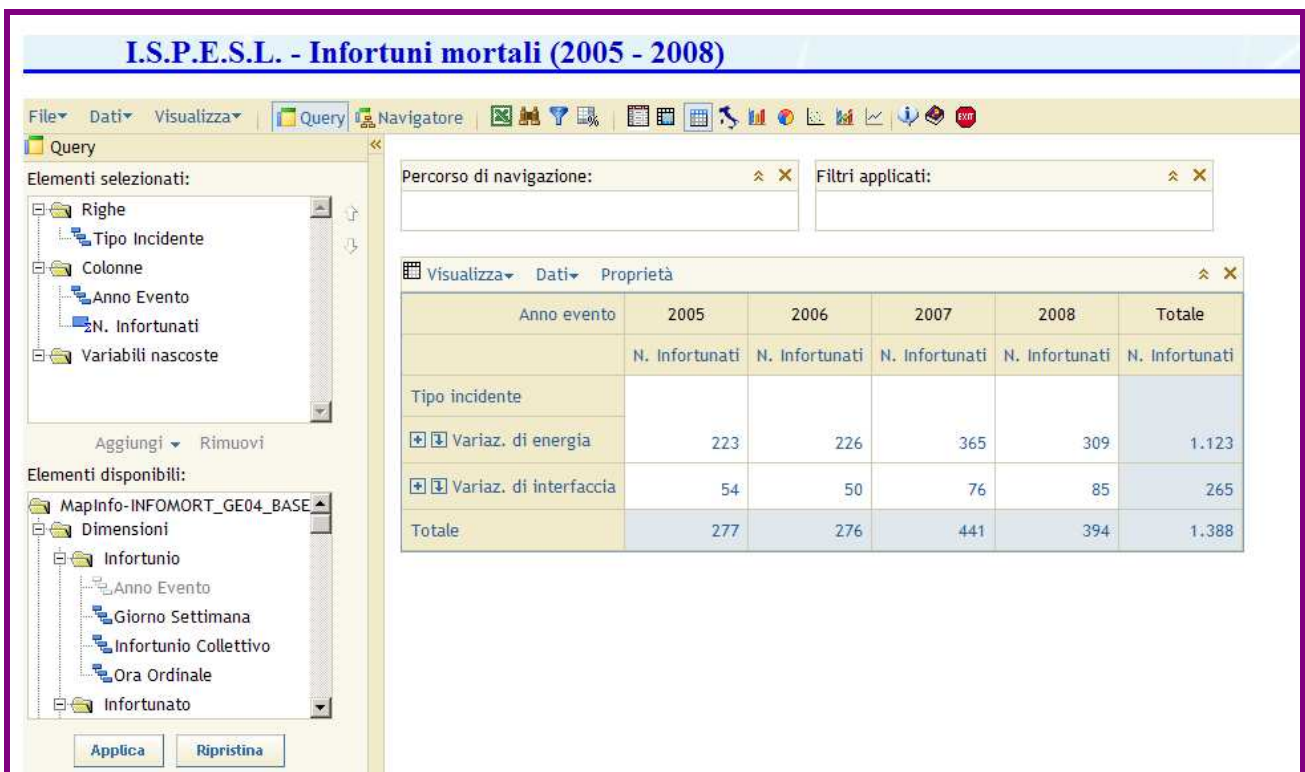 I.S.P.E.S.L. - Infortuni mortali (2005 - 2008)
File Dati Visualizza Query Navigatore EXIT
Query
Elementi selezionati:
Righe
Tipo Incidente
Colonne
Anno Evento
ΣN. Infortunati
Variabili nascoste
Aggiungi Rimuovi
Elementi disponibili:
MapInfo-INFOMORT_GE04_BASE
Dimensioni
Infortunio
Anno Evento
Giorno Settimana
Infortunio Collettivo
Ora Ordinale
Infortunato
Applica Ripristina
Percorso di navigazione: Filtri applicati:
Visualizza Dati Proprietà
Anno evento 2005 2006 2007 2008 Totale
N. Infortunati N. Infortunati N. Infortunati N. Infortunati N. Infortunati
Tipo incidente
Variaz. di energia 223 226 365 309 1.123
Variaz. di interfaccia 54 50 76 85 265
Totale 277 276 441 394 1.388